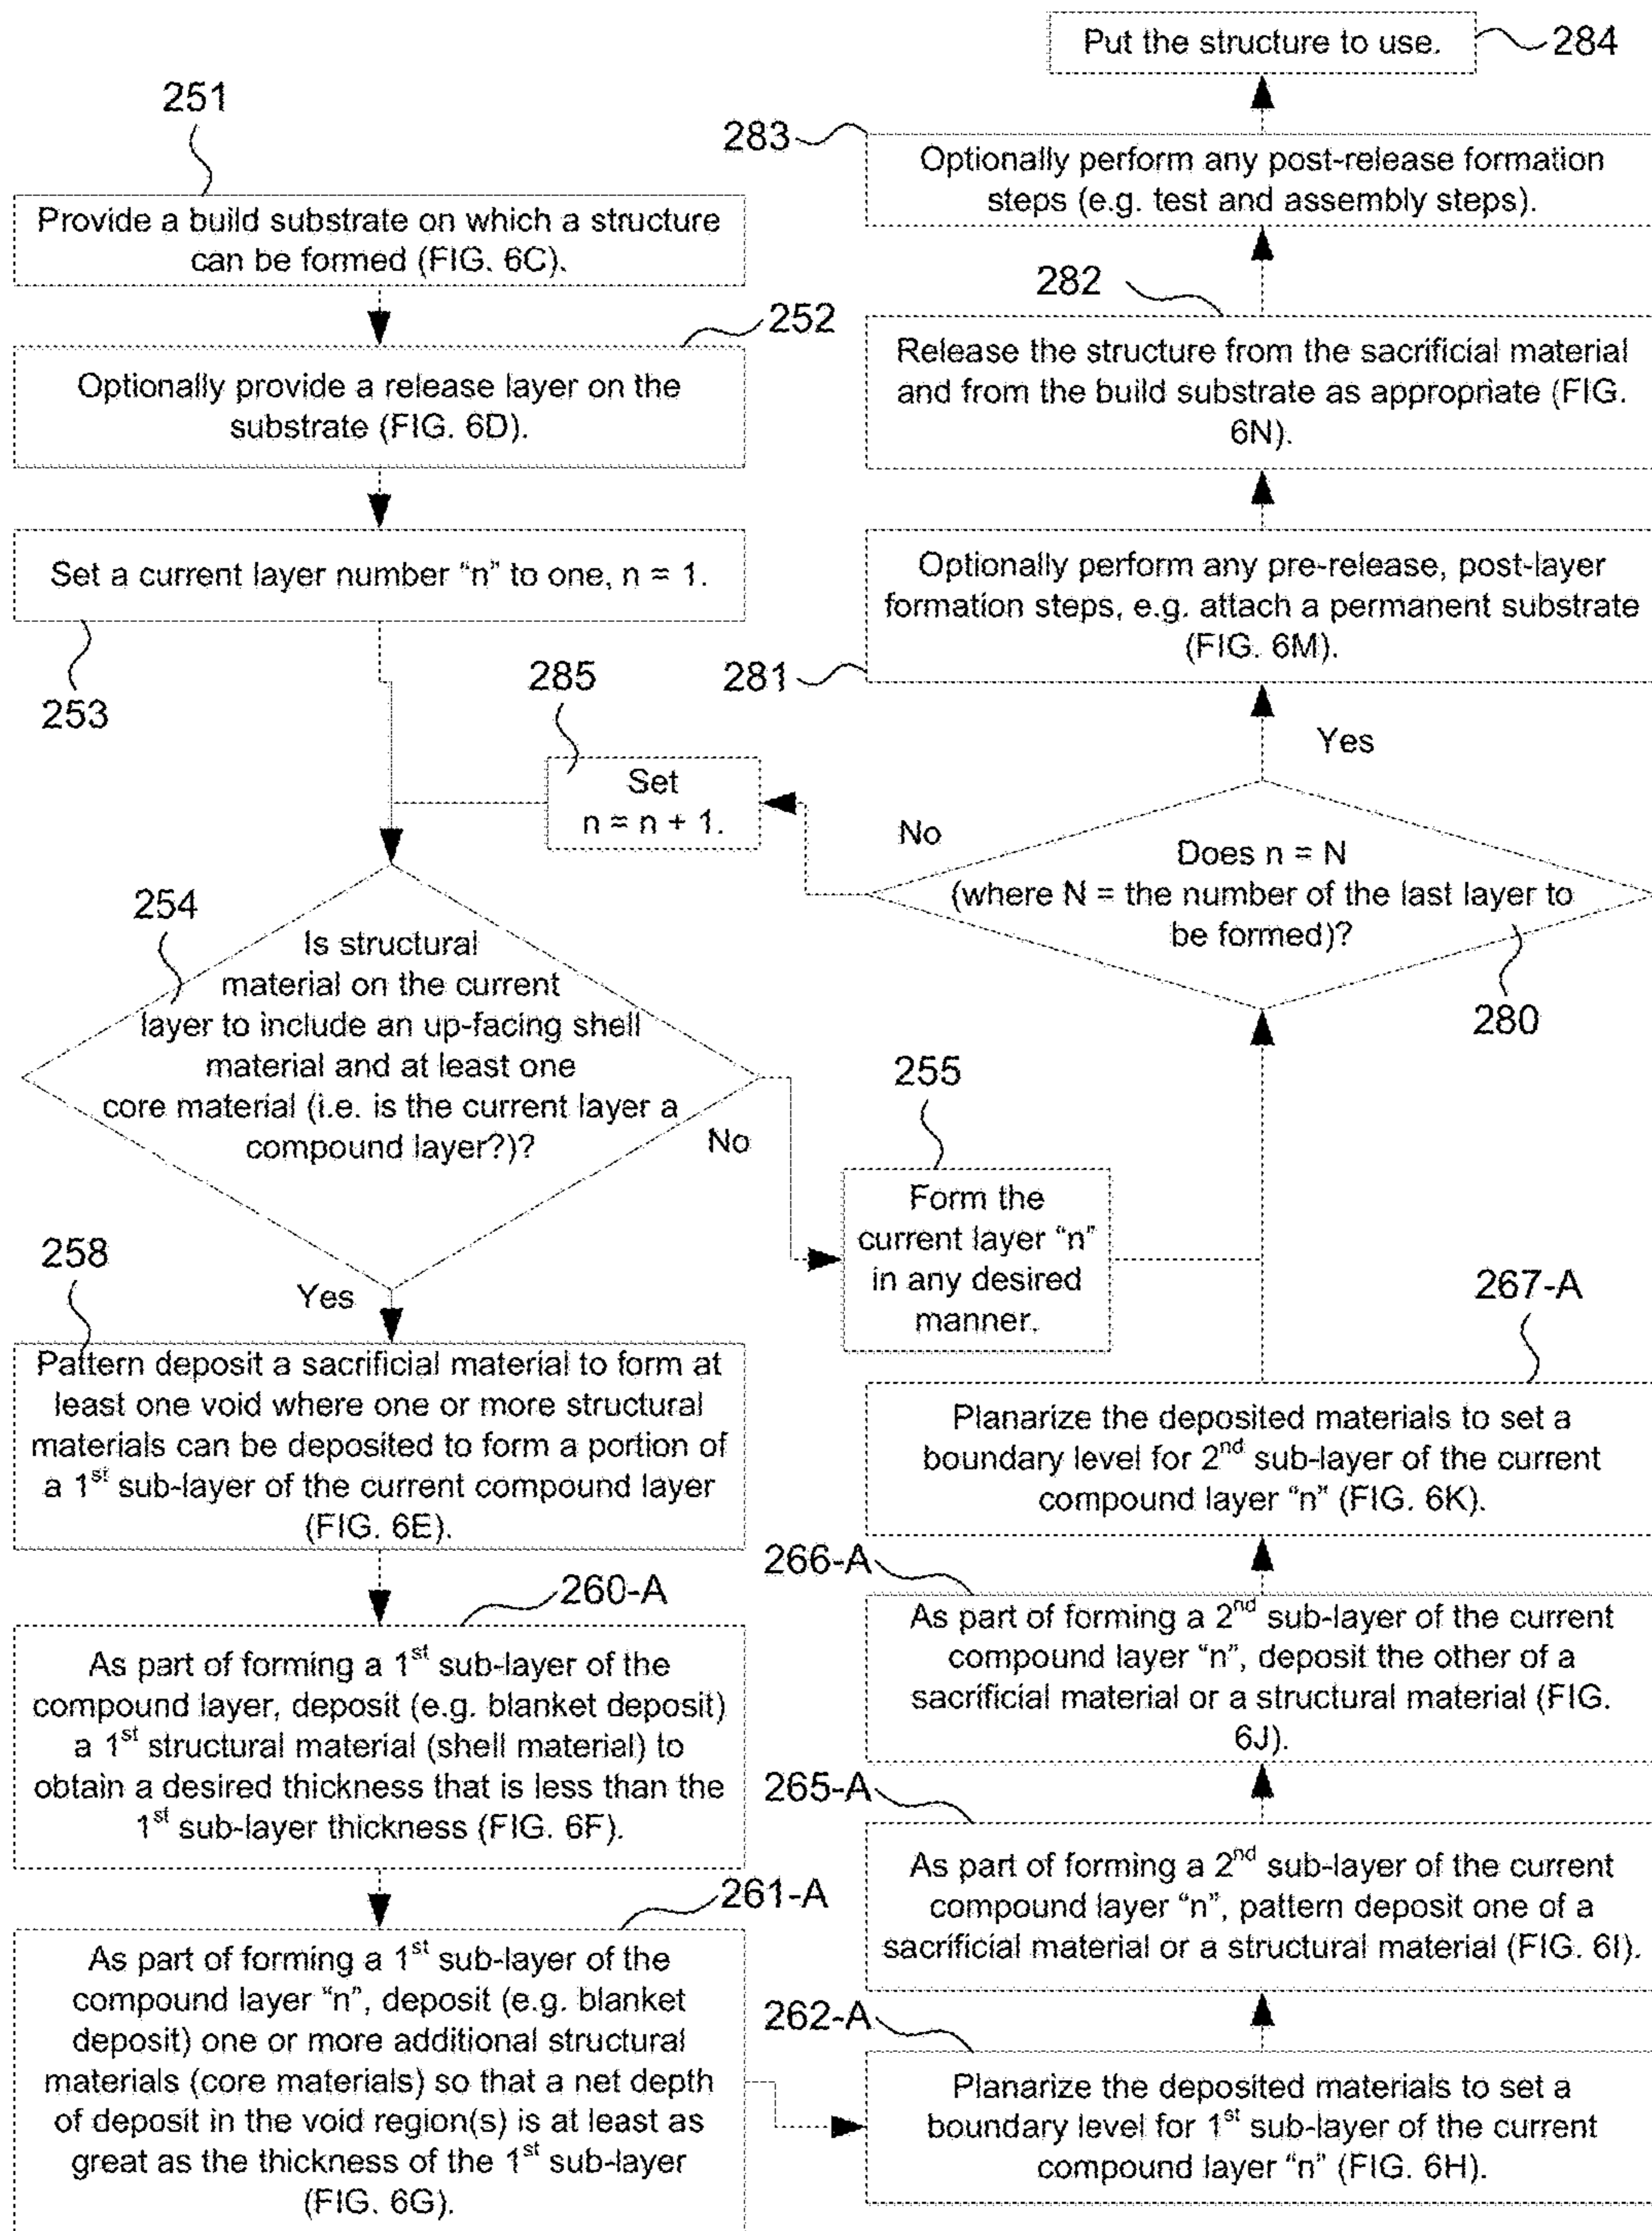 251
Provide a build substrate on which a structure
can be formed (FIG. 6C).
252
Optionally provide a release layer on the
substrate (FIG. 6D).
Set a current layer number “n” to one, n = 1.
253
285
Set
n = n + 1.
254
Is structural
material on the current
layer to include an up-facing shell
material and at least one
core material (i.e. is the current layer a
compound layer?)?
No
Yes
255
Form the
current layer “n”
in any desired
manner.
258
Pattern deposit a sacrificial material to form at
least one void where one or more structural
materials can be deposited to form a portion of
a 1st sub-layer of the current compound layer
(FIG. 6E).
260-A
As part of forming a 1st sub-layer of the
compound layer, deposit (e.g. blanket deposit)
a 1st structural material (shell material) to
obtain a desired thickness that is less than the
1st sub-layer thickness (FIG. 6F).
261-A
As part of forming a 1st sub-layer of the
compound layer “n”, deposit (e.g. blanket
deposit) one or more additional structural
materials (core materials) so that a net depth
of deposit in the void region(s) is at least as
great as the thickness of the 1st sub-layer
(FIG. 6G).
262-A
Planarize the deposited materials to set a
boundary level for 1st sub-layer of the current
compound layer “n” (FIG. 6H).
265-A
As part of forming a 2nd sub-layer of the current
compound layer “n”, pattern deposit one of a
sacrificial material or a structural material (FIG. 6I).
266-A
As part of forming a 2nd sub-layer of the current
compound layer “n”, deposit the other of a
sacrificial material or a structural material (FIG.
6J).
267-A
Planarize the deposited materials to set a
boundary level for 2nd sub-layer of the current
compound layer “n” (FIG. 6K).
280
Does n = N
(where N = the number of the last layer to
be formed)?
No
Yes
281
Optionally perform any pre-release, post-layer
formation steps, e.g. attach a permanent substrate
(FIG. 6M).
282
Release the structure from the sacrificial material
and from the build substrate as appropriate (FIG.
6N).
283
Optionally perform any post-release formation
steps (e.g. test and assembly steps).
Put the structure to use.
284